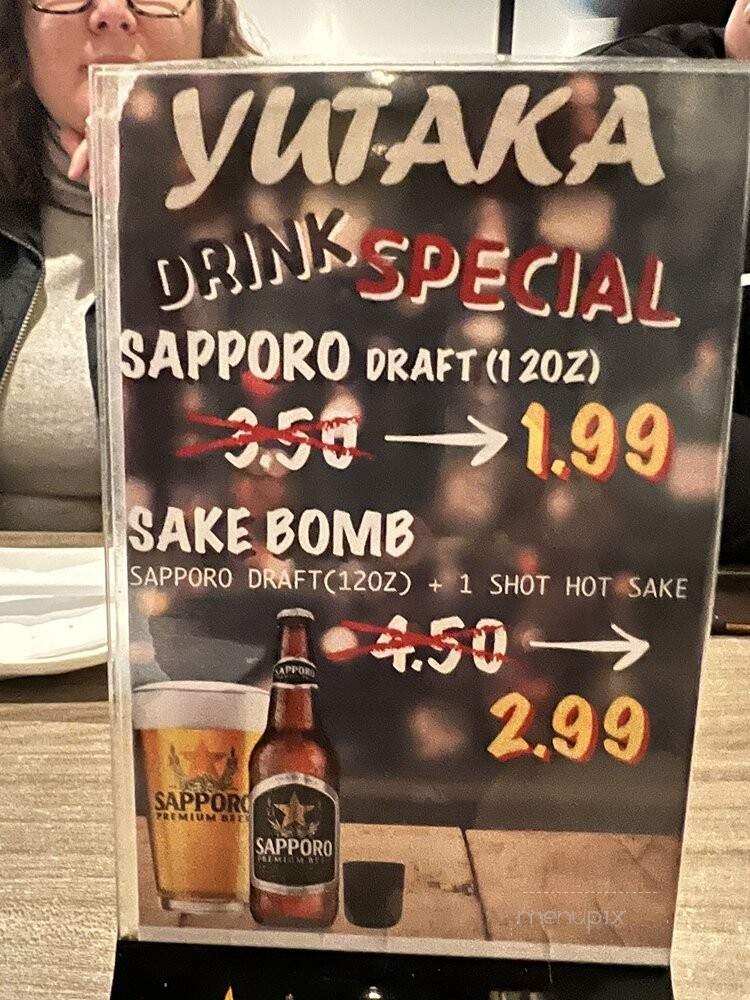 YUTAKA
DRINK SPECIAL
SAPPORO DRAFT (12OZ)
3.50 → 1.99
SAKE BOMB
SAPPORO DRAFT(12OZ) + 1 SHOT HOT SAKE
4.50 →
2.99
SAPPORO
SAPPORO
PREMIUM BEE
SAPPORO
PREMIUM BEER
menupix